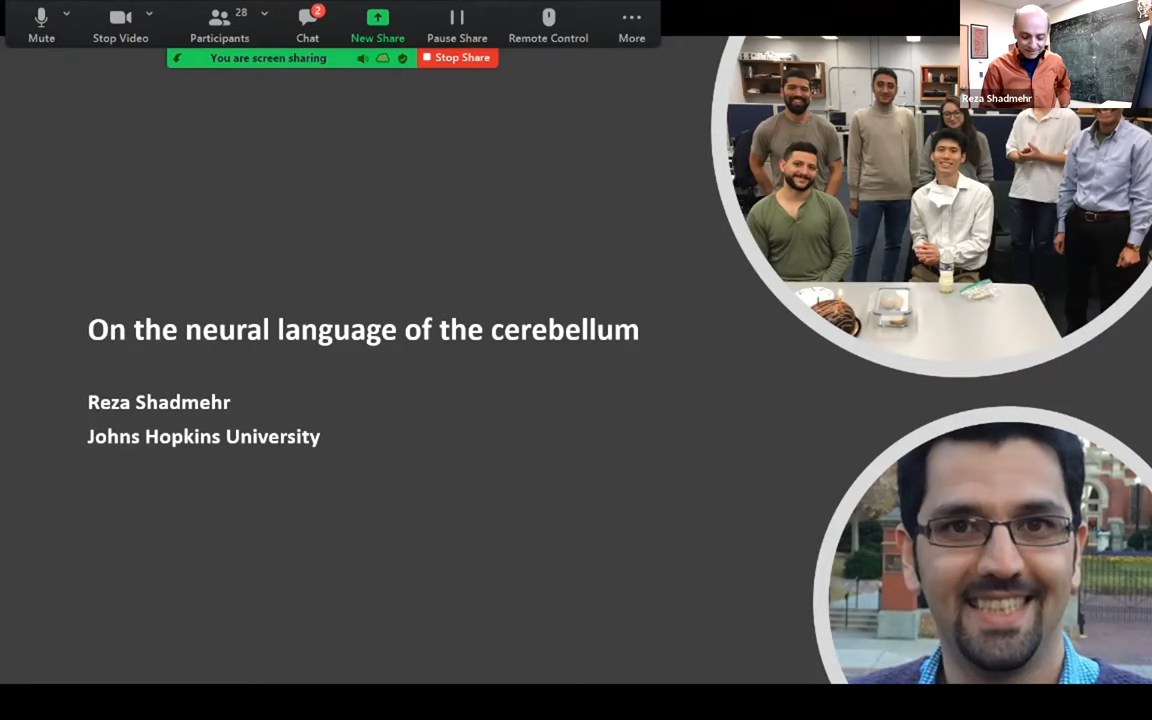 28
2
Mute
Stop Video
Participants
Chat
New Share
Pause Share
Remote Control
More
You are screen sharing
Stop Share
Reza Shadmehr
On the neural language of the cerebellum
Reza Shadmehr
Johns Hopkins University